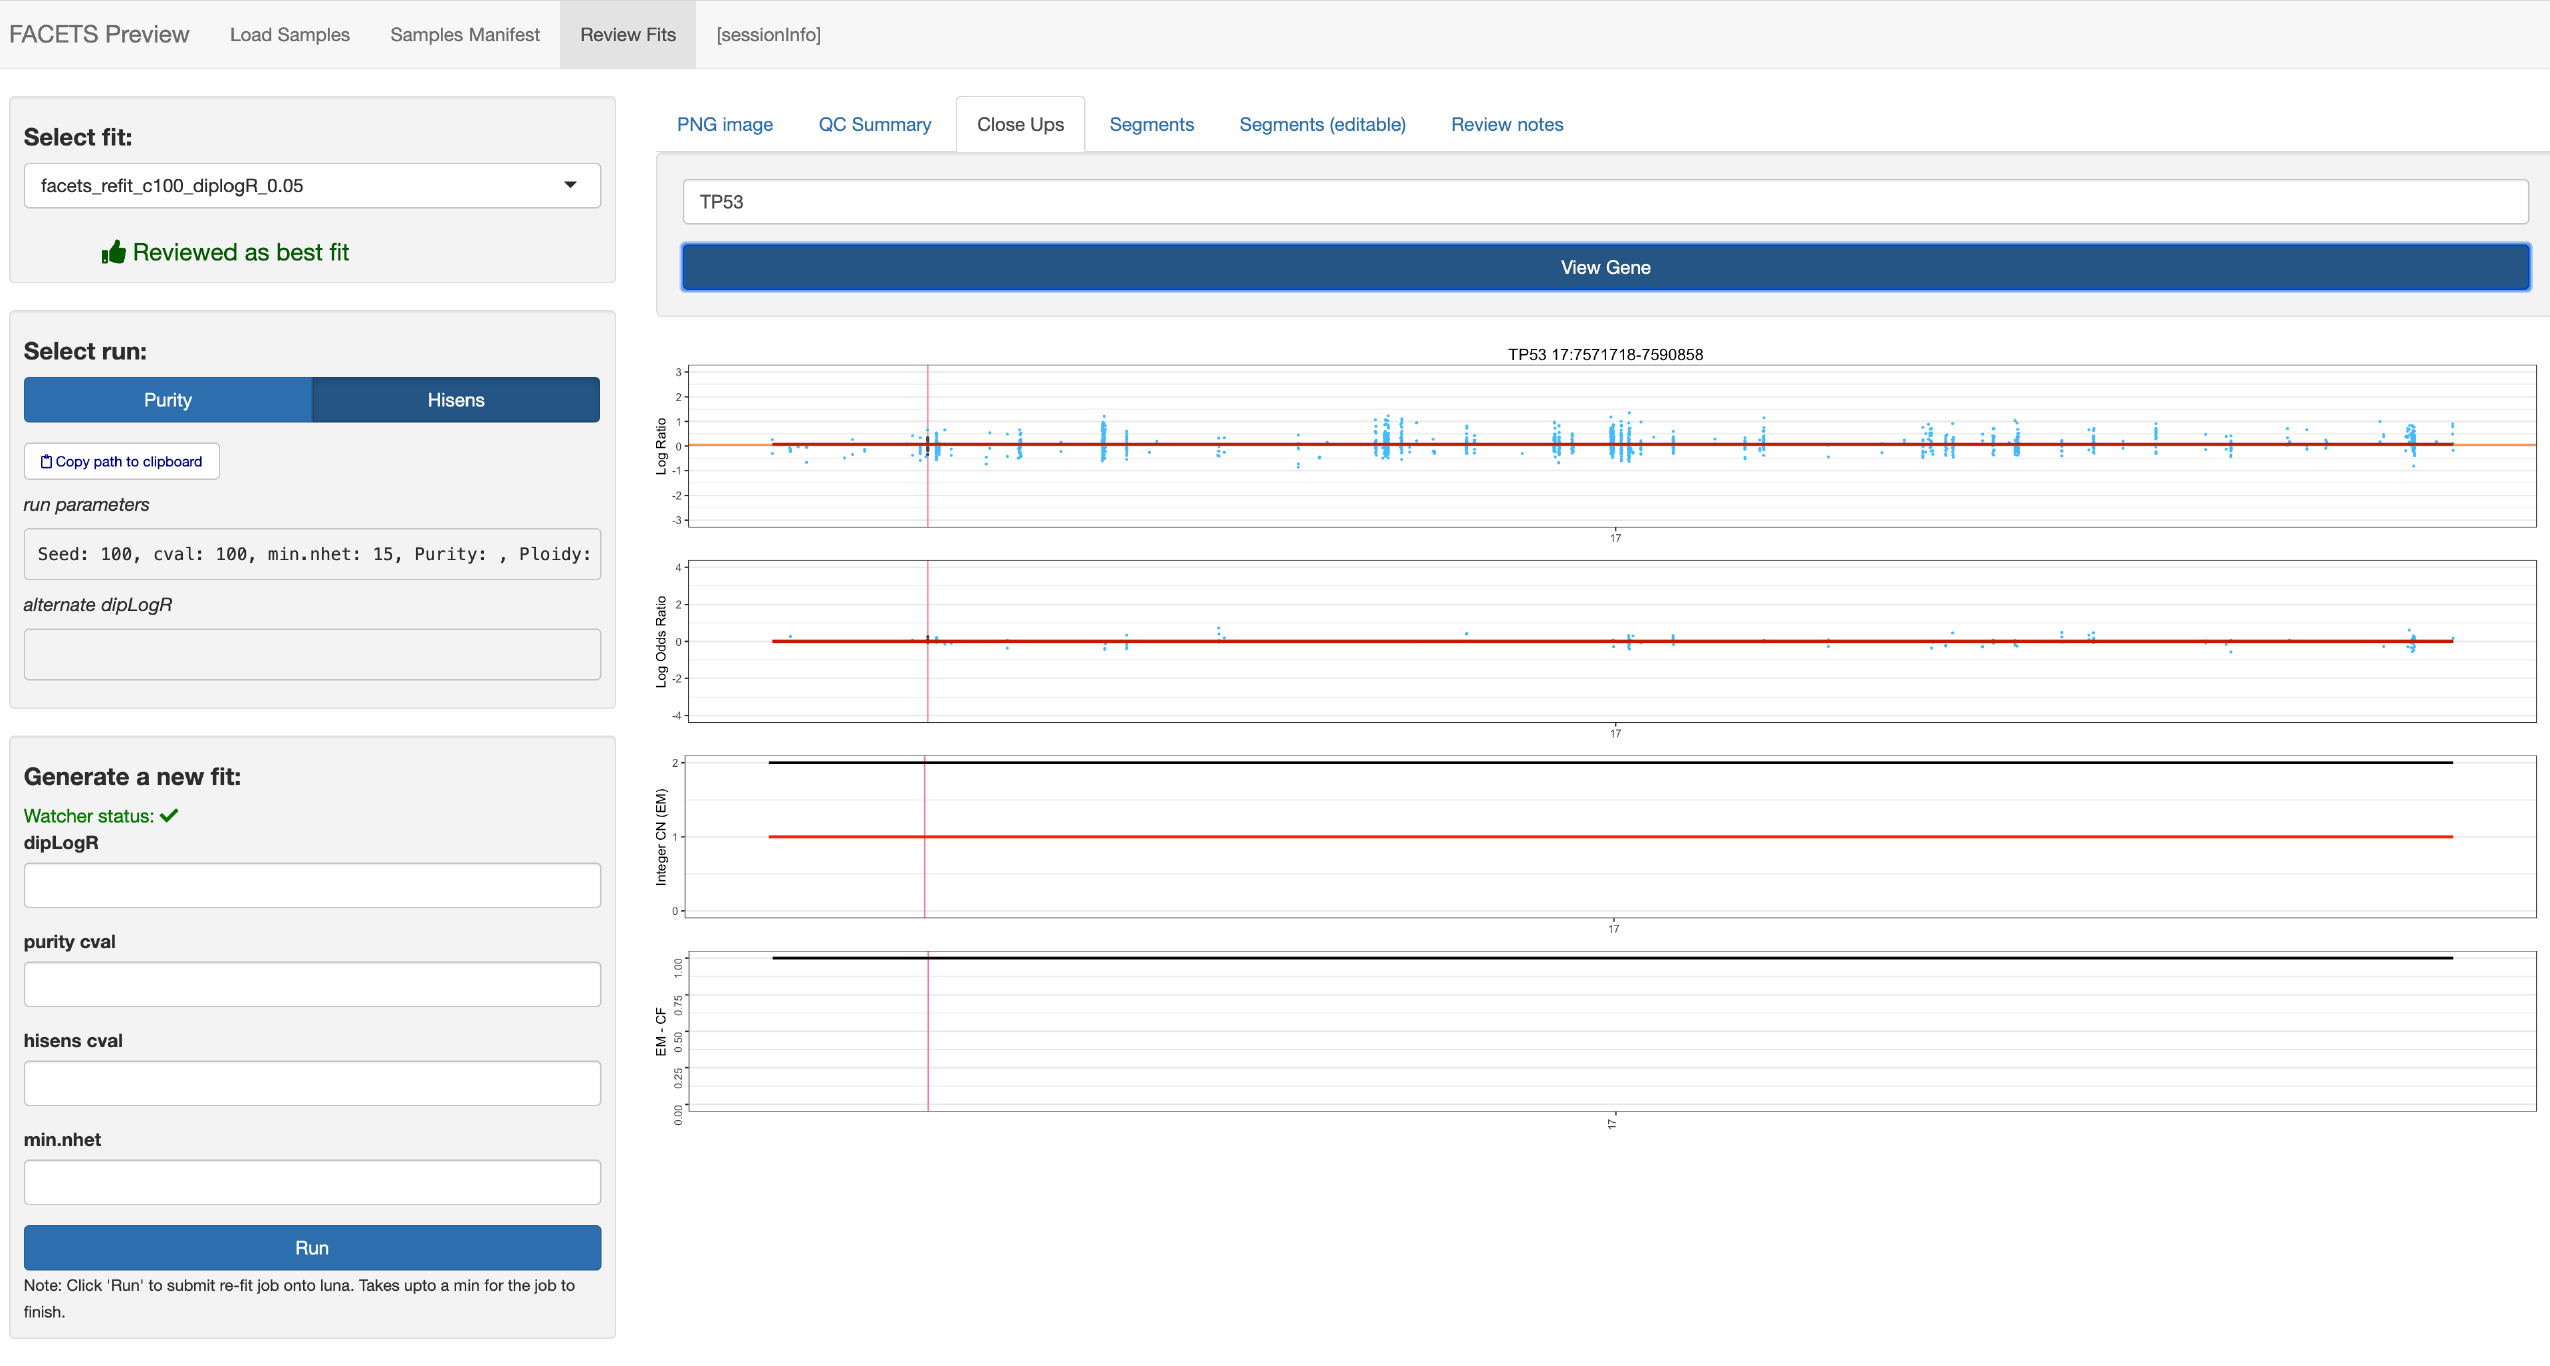 FACETS Preview Load Samples Samples Manifest Review Fits [sessionInfo]
Select fit:
facets_refit_c100_diplogR_0.05
Reviewed as best fit
Select run:
Purity Hisens
Copy path to clipboard
run parameters
Seed: 100, cval: 100, min.nhet: 15, Purity: , Ploidy:
alternate dipLogR
Generate a new fit:
Watcher status:
dipLogR
purity cval
hisens cval
min.nhet
Run
Note: Click 'Run' to submit re-fit job onto luna. Takes upto a min for the job to
finish.
PNG image QC Summary Close Ups Segments Segments (editable) Review notes
TP53
View Gene
TP53 17:7571718-7590858
Log Ratio
3
2
1
0
-1
-2
-3
17
Log Odds Ratio
4
2
0
-2
-4
17
Integer CN (EM)
2
1
0
17
EM - CF
1.00
0.75
0.50
0.25
0.00
17